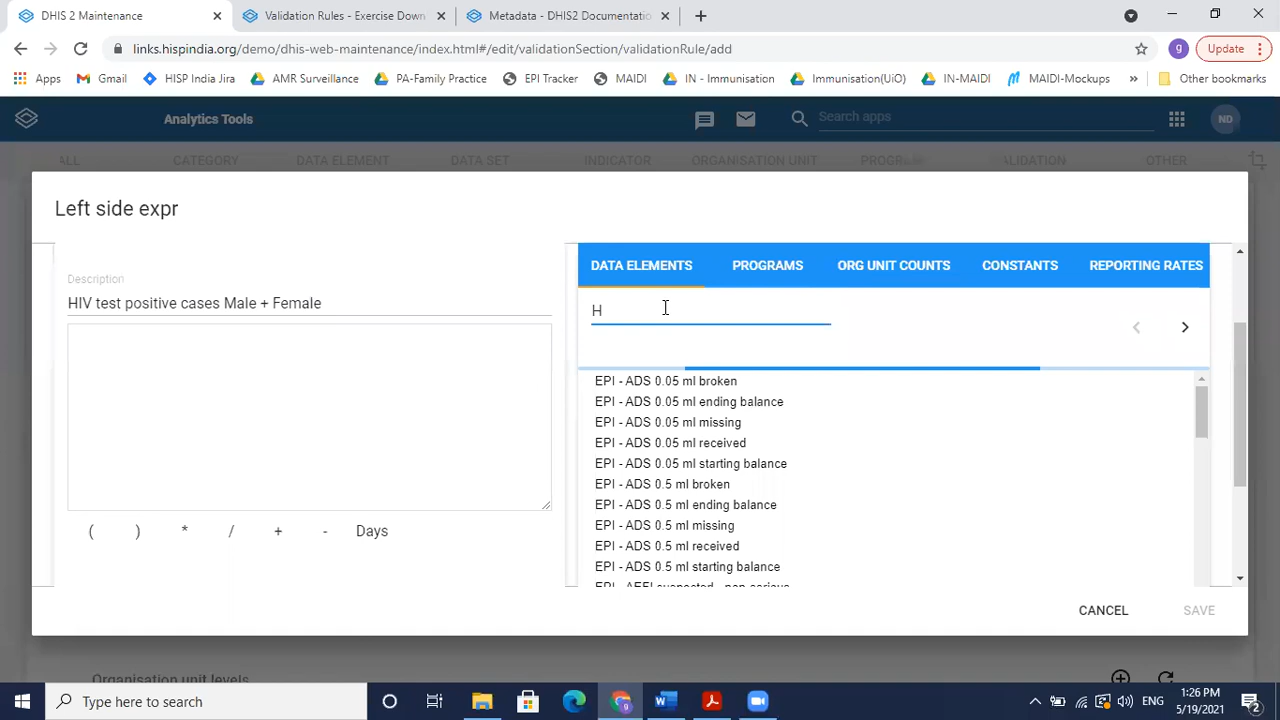 DHIS 2 Maintenance
Validation Rules - Exercise Down
Metadata - DHIS2 Documentatio
links.hispindia.org/demo/dhis-web-maintenance/index.html#/edit/validationSection/validationRule/add
g
Update
Apps
Gmail
HISP India Jira
AMR Surveillance
PA-Family Practice
EPI Tracker
MAIDI
IN - Immunisation
Immunisation(UiO)
IN-MAIDI
MAIDI-Mockups
»
Other bookmarks
Analytics Tools
Search apps
ND
ALL
CATEGORY
DATA ELEMENT
DATA SET
INDICATOR
ORGANISATION UNIT
VALIDATION
OTHER
Left side expr
Description
HIV test positive cases Male + Female
( ) * / + - Days
DATA ELEMENTS
PROGRAMS
ORG UNIT COUNTS
CONSTANTS
REPORTING RATES
H
EPI - ADS 0.05 ml broken
EPI - ADS 0.05 ml ending balance
EPI - ADS 0.05 ml missing
EPI - ADS 0.05 ml received
EPI - ADS 0.05 ml starting balance
EPI - ADS 0.5 ml broken
EPI - ADS 0.5 ml ending balance
EPI - ADS 0.5 ml missing
EPI - ADS 0.5 ml received
EPI - ADS 0.5 ml starting balance
EPI - AEFI suspected - non serious
CANCEL
SAVE
Organisation unit levels
Type here to search
9
ENG
1:26 PM
5/19/2021
2